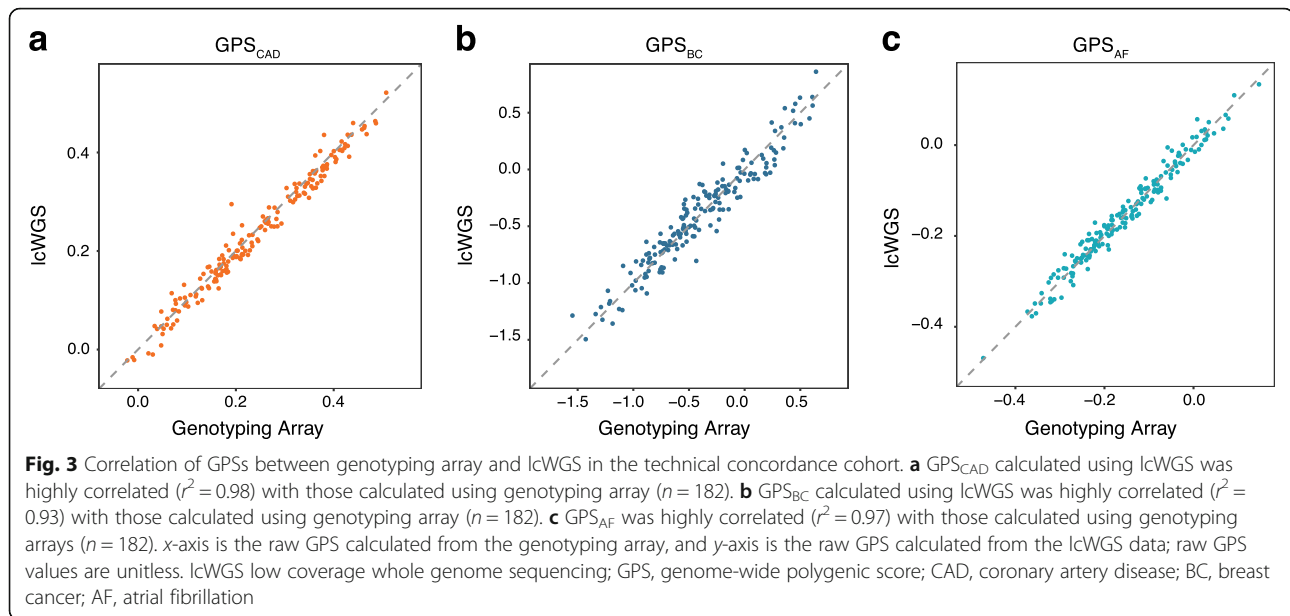 a
GPSCAD
lcWGS
0.4
0.2
0.0
0.0 0.2 0.4
Genotyping Array
b
GPSBC
lcWGS
0.5
0.0
−0.5
−1.0
−1.5
−1.5 −1.0 −0.5 0.0 0.5
Genotyping Array
c
GPSAF
lcWGS
0.0
−0.2
−0.4
−0.4 −0.2 0.0
Genotyping Array
Fig. 3 Correlation of GPSs between genotyping array and lcWGS in the technical concordance cohort. a GPSCAD calculated using lcWGS was
highly correlated (r² = 0.98) with those calculated using genotyping array (n = 182). b GPSBC calculated using lcWGS was highly correlated (r² =
0.93) with those calculated using genotyping array (n = 182). c GPSAF was highly correlated (r² = 0.97) with those calculated using genotyping
arrays (n = 182). x-axis is the raw GPS calculated from the genotyping array, and y-axis is the raw GPS calculated from the lcWGS data; raw GPS
values are unitless. lcWGS low coverage whole genome sequencing; GPS, genome-wide polygenic score; CAD, coronary artery disease; BC, breast
cancer; AF, atrial fibrillation